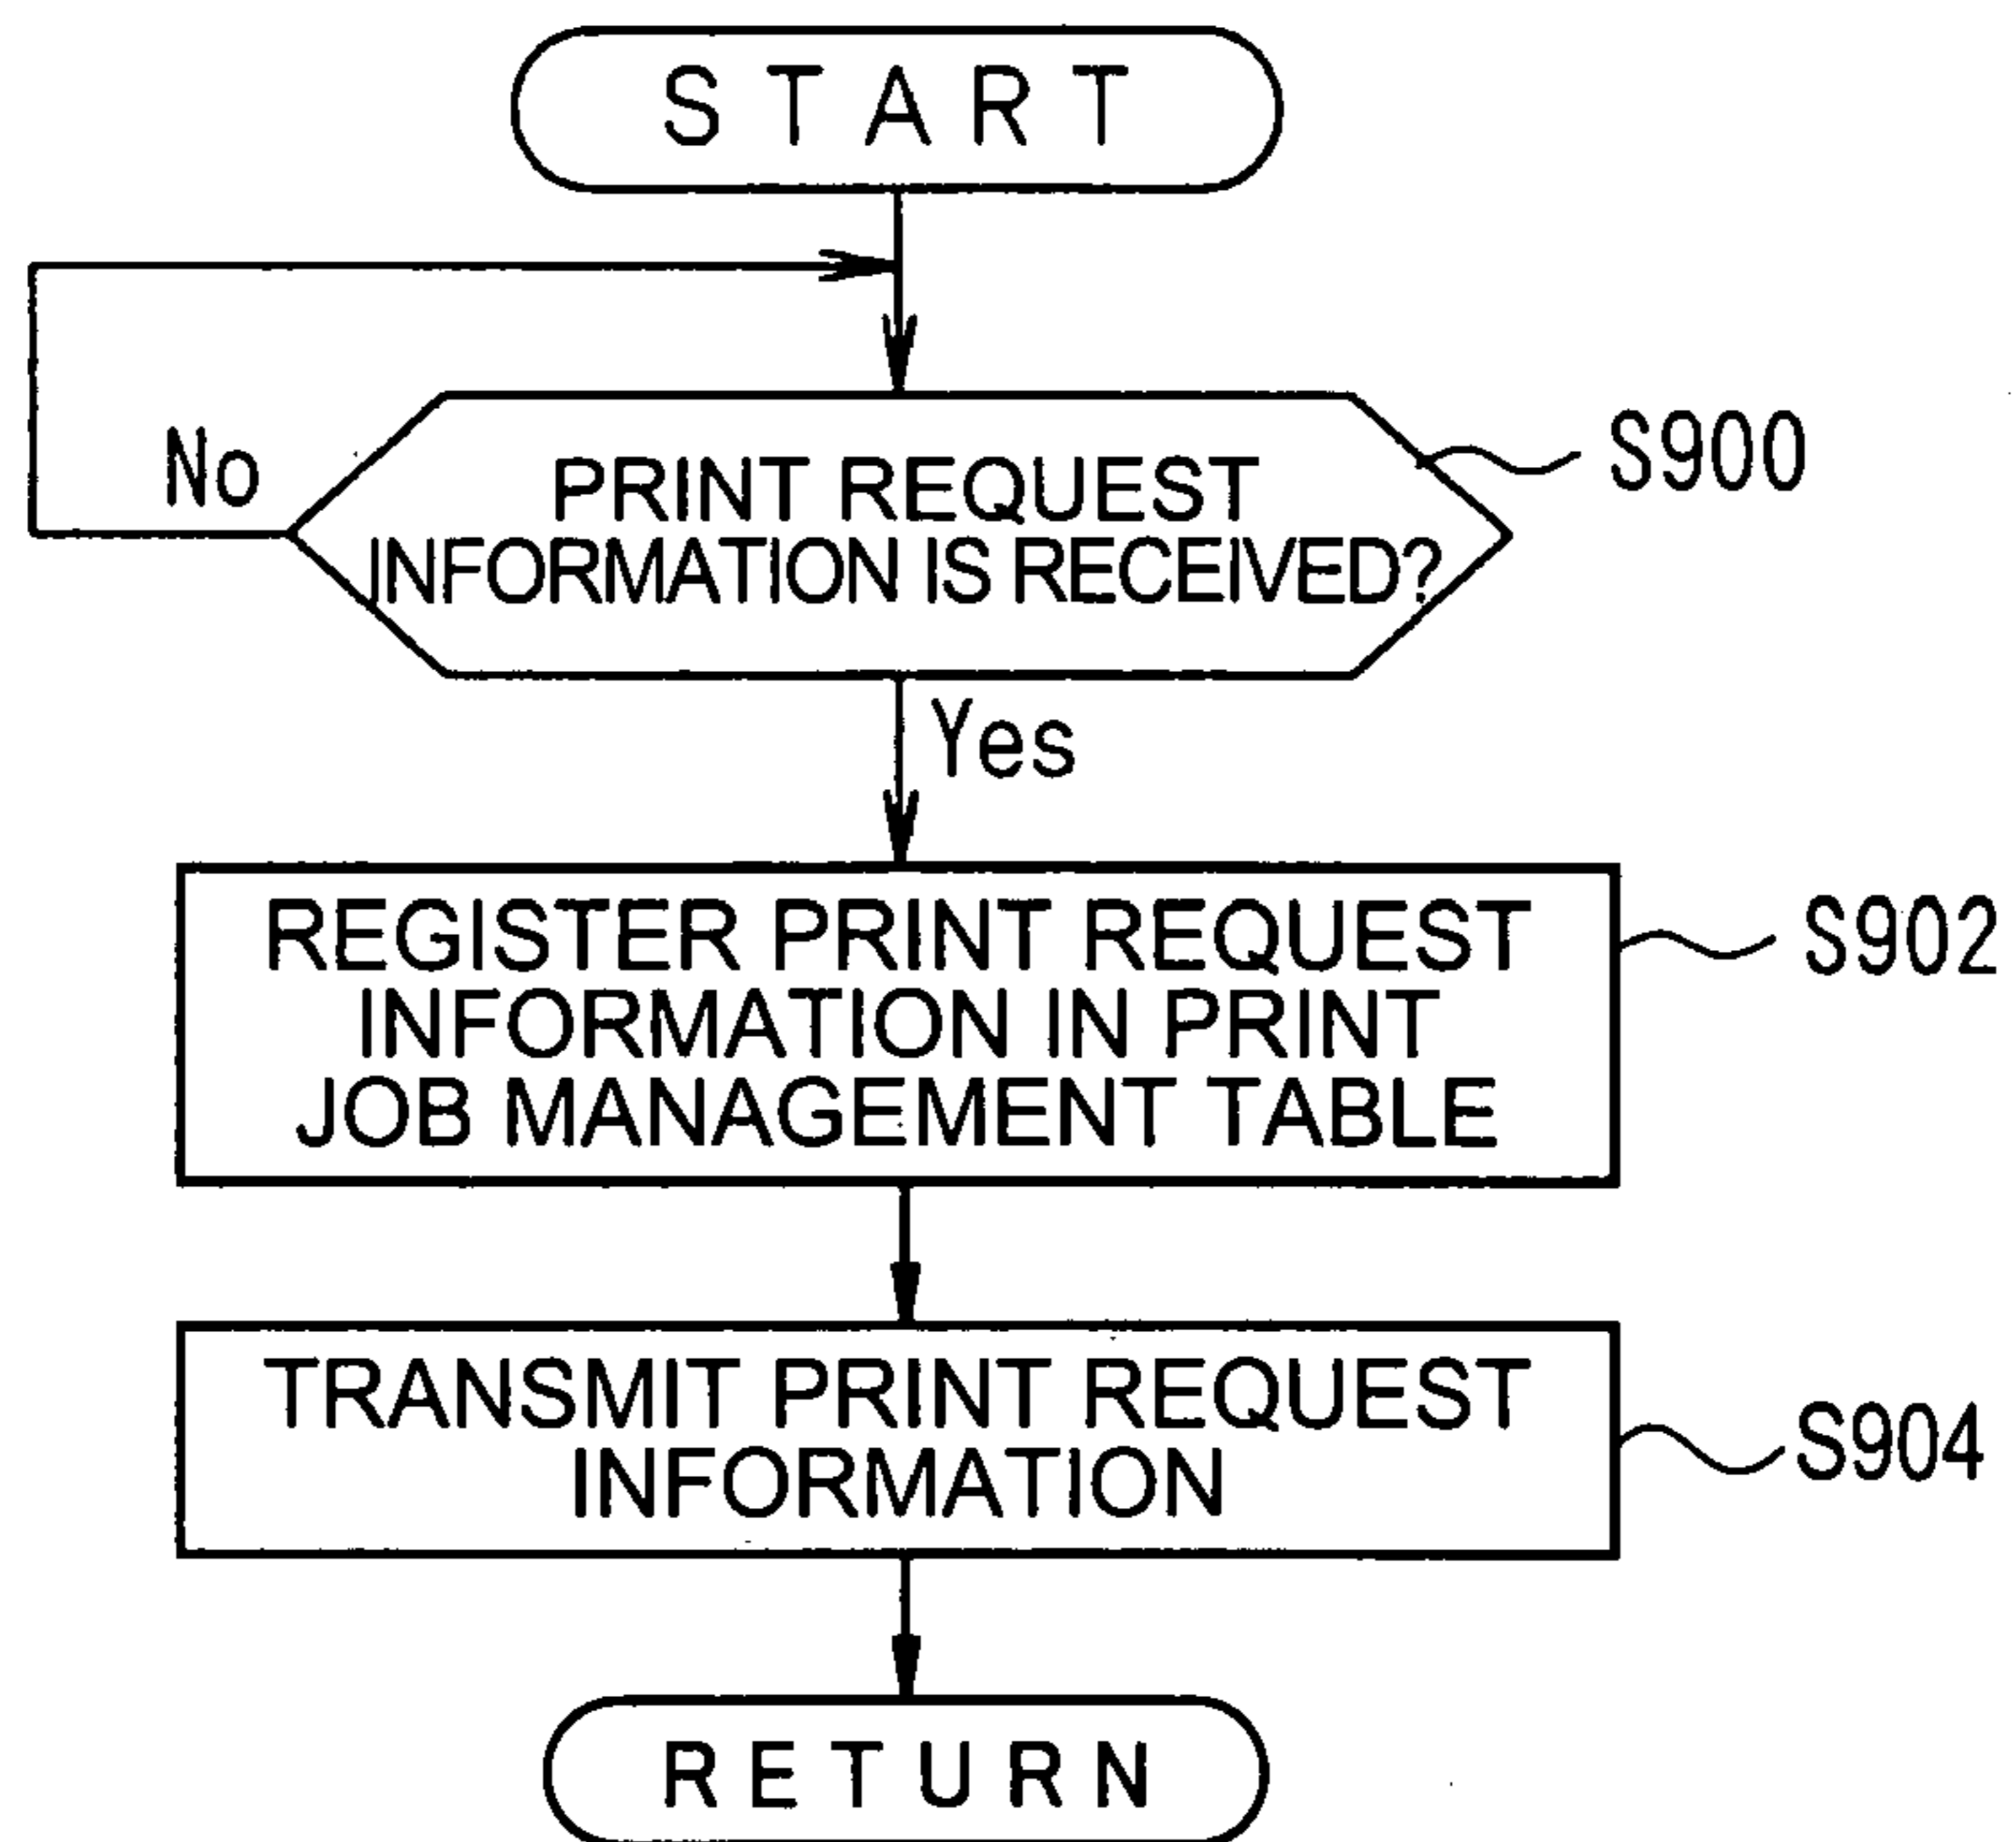 START
No
PRINT REQUEST
INFORMATION IS RECEIVED?
S900
Yes
REGISTER PRINT REQUEST
INFORMATION IN PRINT
JOB MANAGEMENT TABLE
S902
TRANSMIT PRINT REQUEST
INFORMATION
S904
RETURN